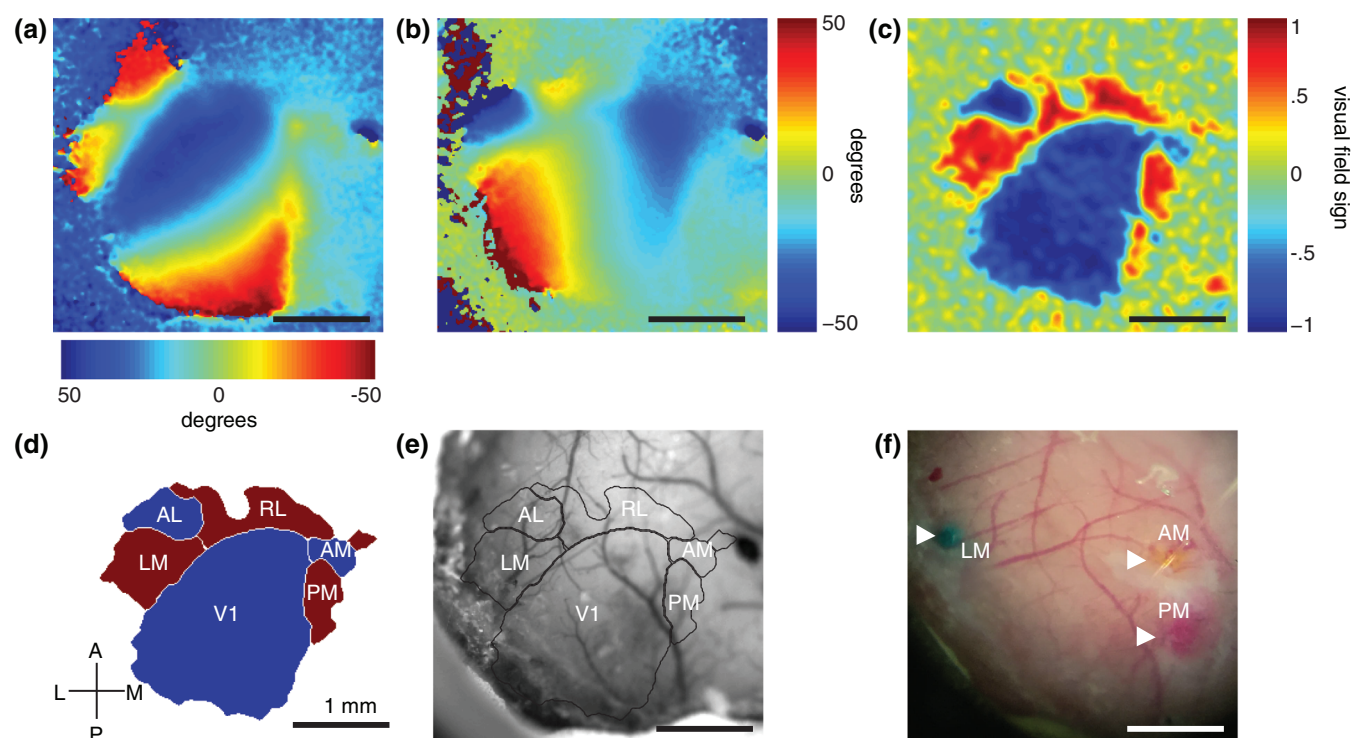 (a)
50 0 -50
degrees
(b)
50
0
−50
degrees
(c)
1
.5
0
-.5
−1
visual field sign
(d)
AL
RL
LM
AM
PM
V1
A
L M
P
1 mm
(e)
AL
RL
LM
AM
PM
V1
(f)
LM
AM
PM